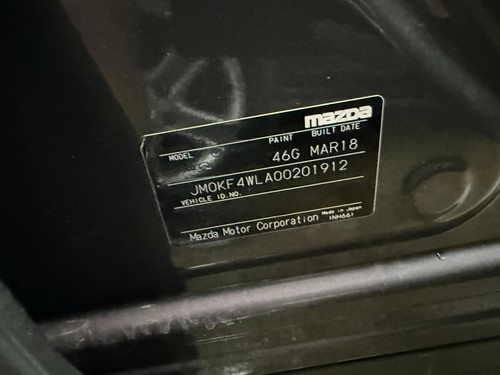 mazda
MODEL PAINT BUILT DATE
46G MAR18
JM0KF4WLA00201912
VEHICLE ID.NO.
Mazda Motor Corporation Made in Japan
(NH66)